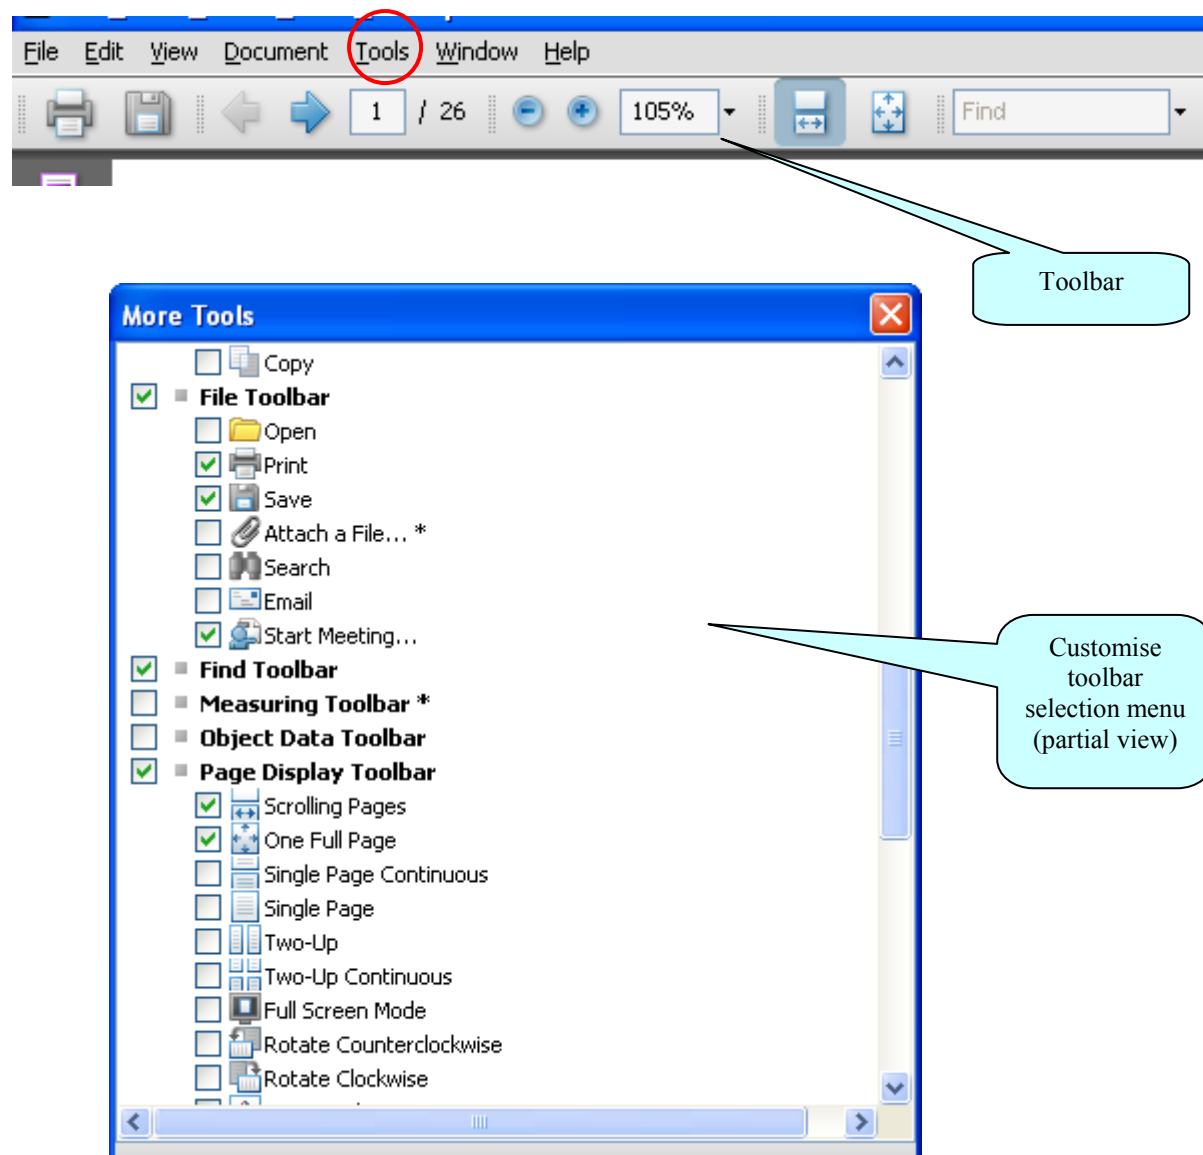 File Edit View Document Tools Window Help
1 / 26 105% Find
Toolbar
More Tools
Copy
File Toolbar
Open
Print
Save
Attach a File... *
Search
Email
Start Meeting...
Find Toolbar
Measuring Toolbar *
Object Data Toolbar
Page Display Toolbar
Scrolling Pages
One Full Page
Single Page Continuous
Single Page
Two-Up
Two-Up Continuous
Full Screen Mode
Rotate Counterclockwise
Rotate Clockwise
Customise
toolbar
selection menu
(partial view)